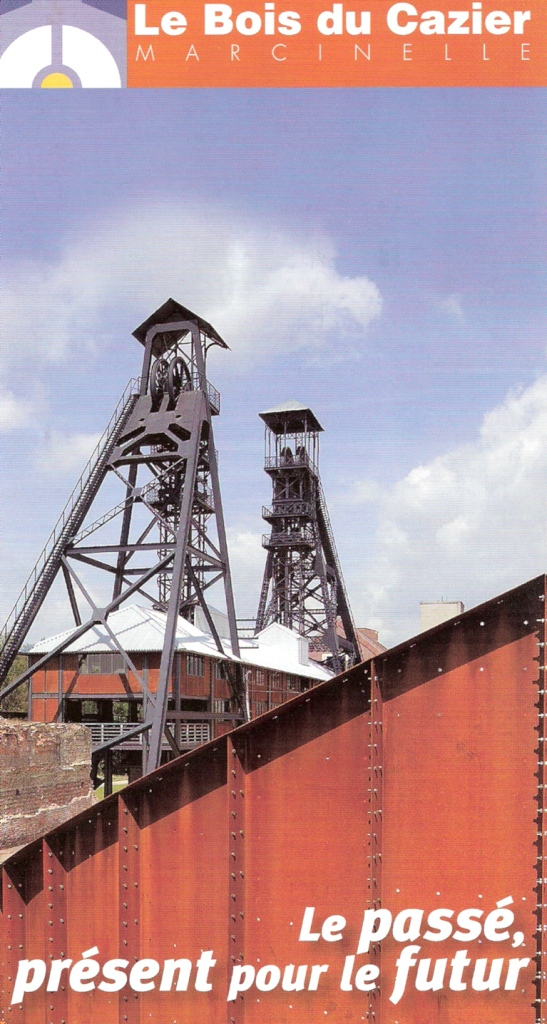 Le Bois du Cazier
MARCINELLE
Le passé,
présent pour le futur